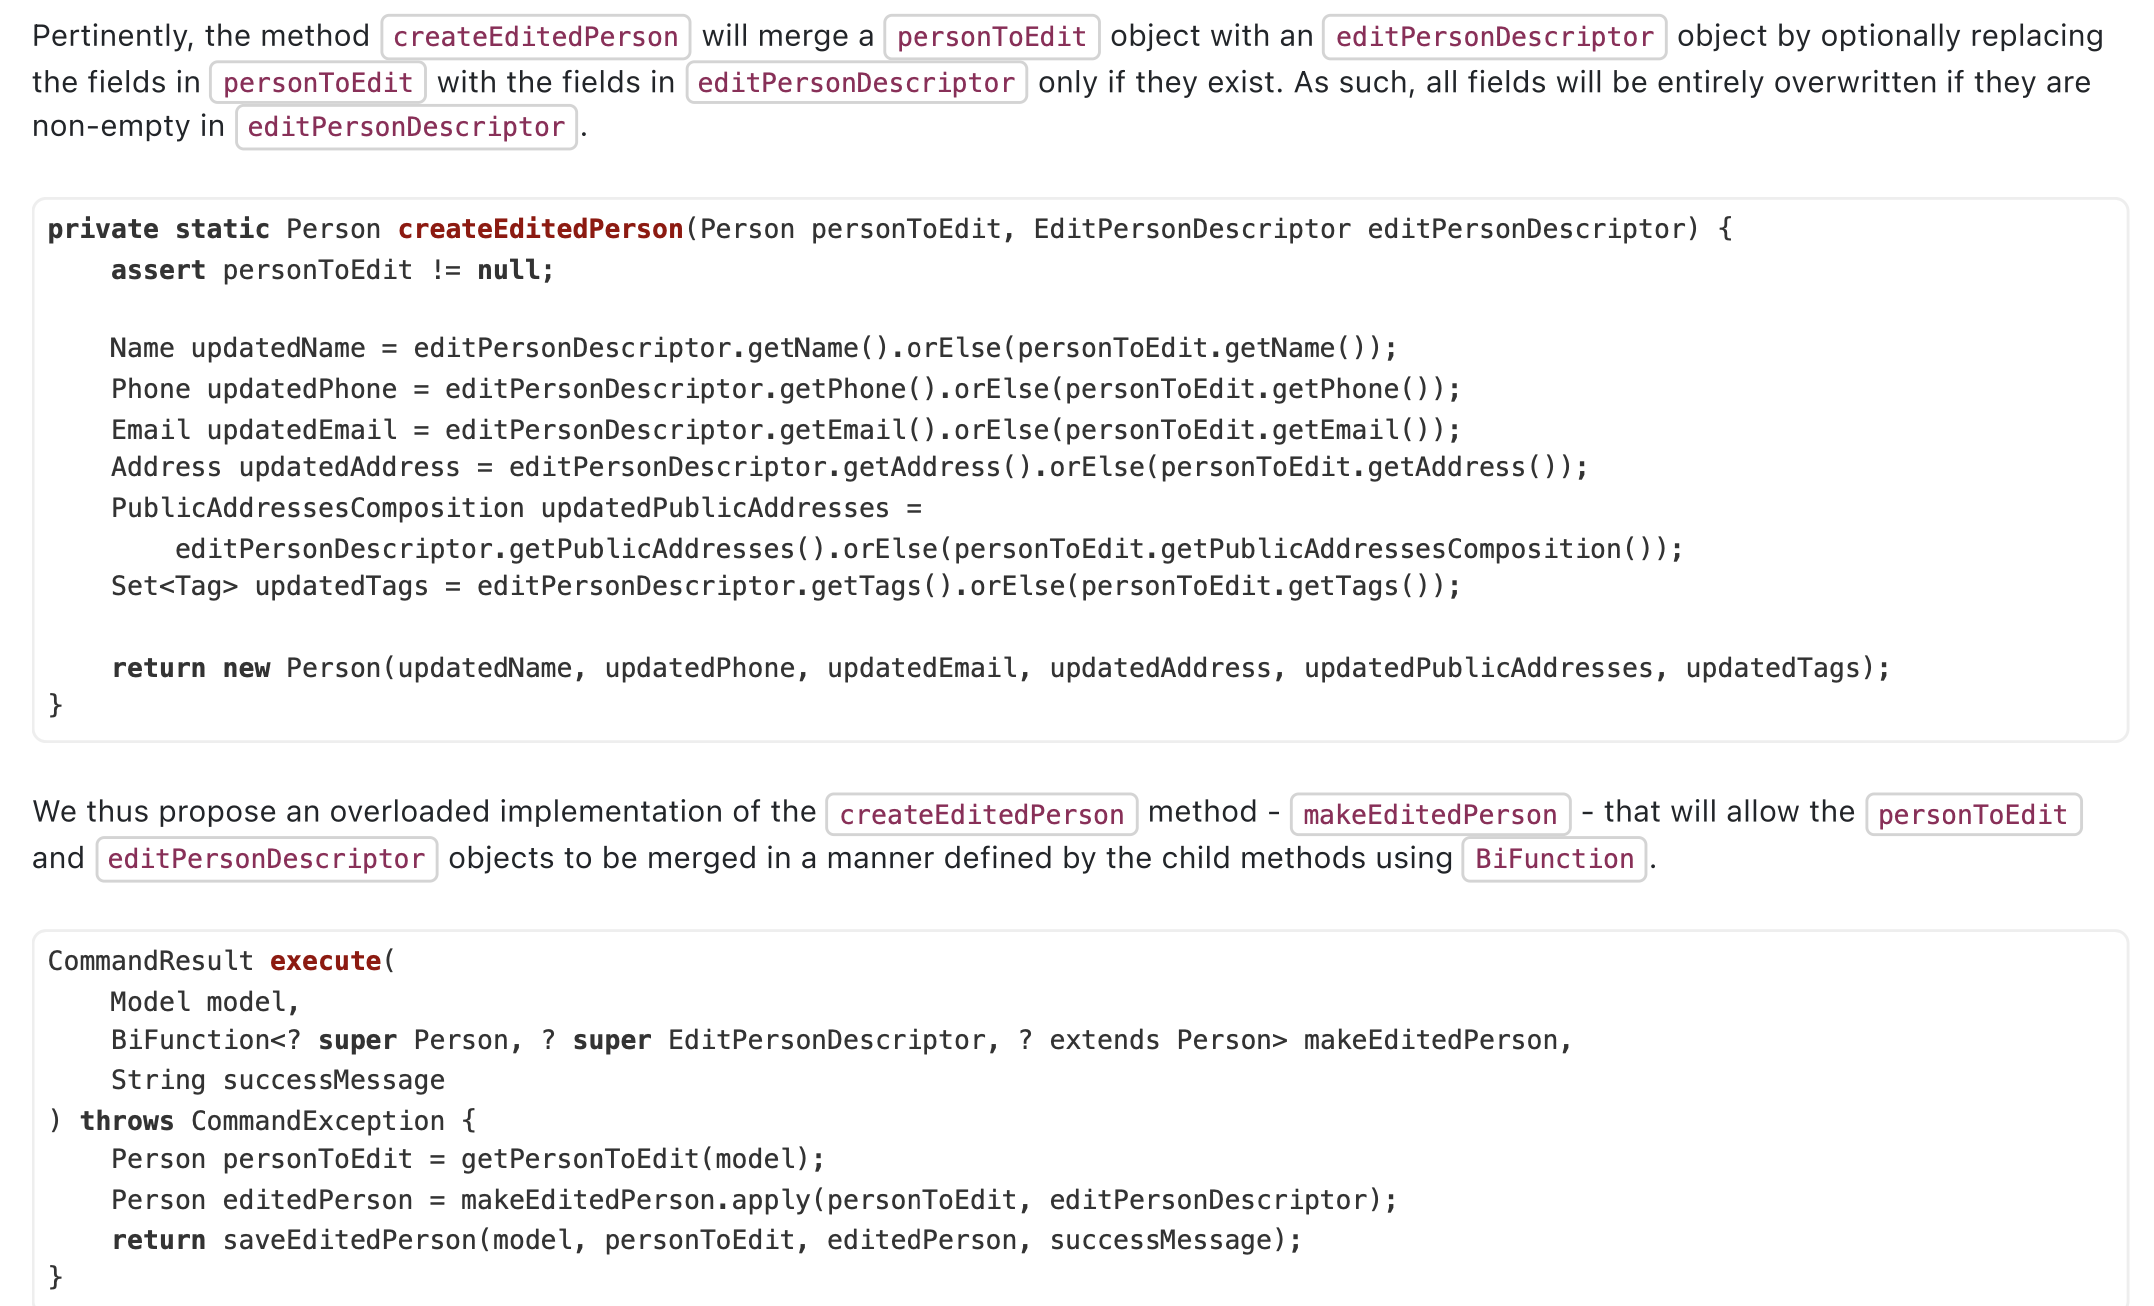 Pertinently, the method createEditedPerson will merge a personToEdit object with an editPersonDescriptor object by optionally replacing
the fields in personToEdit with the fields in editPersonDescriptor only if they exist. As such, all fields will be entirely overwritten if they are
non-empty in editPersonDescriptor.
private static Person createEditedPerson(Person personToEdit, EditPersonDescriptor editPersonDescriptor) {
    assert personToEdit != null;
    Name updatedName = editPersonDescriptor.getName().orElse(personToEdit.getName());
    Phone updatedPhone = editPersonDescriptor.getPhone().orElse(personToEdit.getPhone());
    Email updatedEmail = editPersonDescriptor.getEmail().orElse(personToEdit.getEmail());
    Address updatedAddress = editPersonDescriptor.getAddress().orElse(personToEdit.getAddress());
    PublicAddressesComposition updatedPublicAddresses =
        editPersonDescriptor.getPublicAddresses().orElse(personToEdit.getPublicAddressesComposition());
    Set<Tag> updatedTags = editPersonDescriptor.getTags().orElse(personToEdit.getTags());
    return new Person(updatedName, updatedPhone, updatedEmail, updatedAddress, updatedPublicAddresses, updatedTags);
}
We thus propose an overloaded implementation of the createEditedPerson method - makeEditedPerson - that will allow the personToEdit
and editPersonDescriptor objects to be merged in a manner defined by the child methods using BiFunction.
CommandResult execute(
    Model model,
    BiFunction<? super Person, ? super EditPersonDescriptor, ? extends Person> makeEditedPerson,
    String successMessage
) throws CommandException {
    Person personToEdit = getPersonToEdit(model);
    Person editedPerson = makeEditedPerson.apply(personToEdit, editPersonDescriptor);
    return saveEditedPerson(model, personToEdit, editedPerson, successMessage);
}